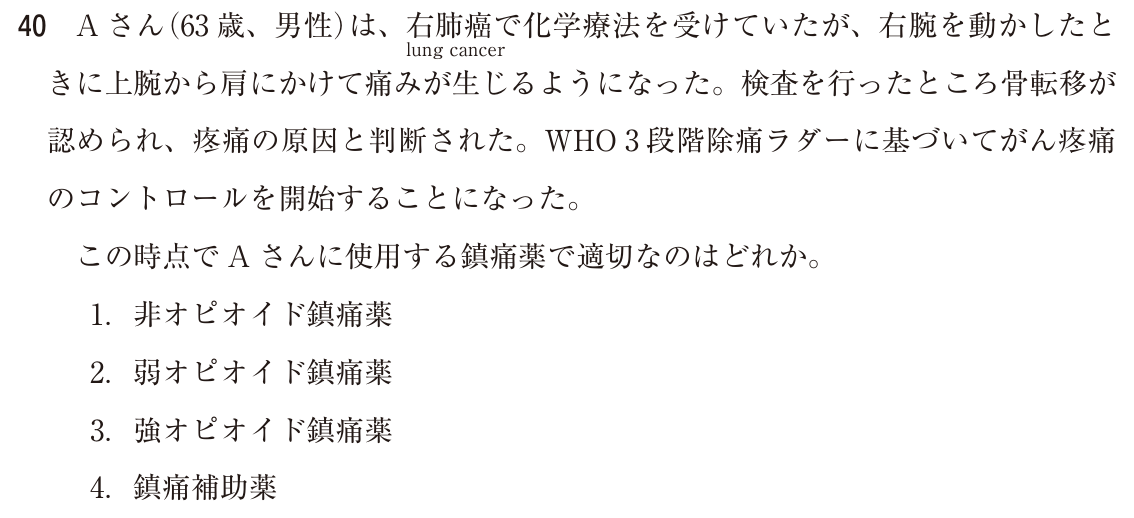 40 Aさん(63歳、男性)は、右肺癌で化学療法を受けていたが、右腕を動かしたと
lung cancer
きに上腕から肩にかけて痛みが生じるようになった。検査を行ったところ骨転移が
認められ、疼痛の原因と判断された。WHO 3段階除痛ラダーに基づいてがん疼痛
のコントロールを開始することになった。
この時点でAさんに使用する鎮痛薬で適切なのはどれか。
1. 非オピオイド鎮痛薬
2. 弱オピオイド鎮痛薬
3. 強オピオイド鎮痛薬
4. 鎮痛補助薬